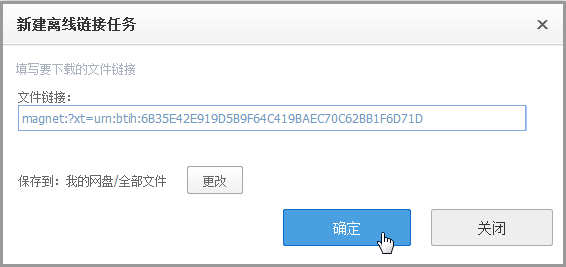 新建离线链接任务
填写要下载的文件链接
文件链接：
magnet:?xt=urn:btih:6B35E42E919D5B9F64C419BAEC70C62BB1F6D71D
保存到：我的网盘/全部文件 更改
确定 关闭